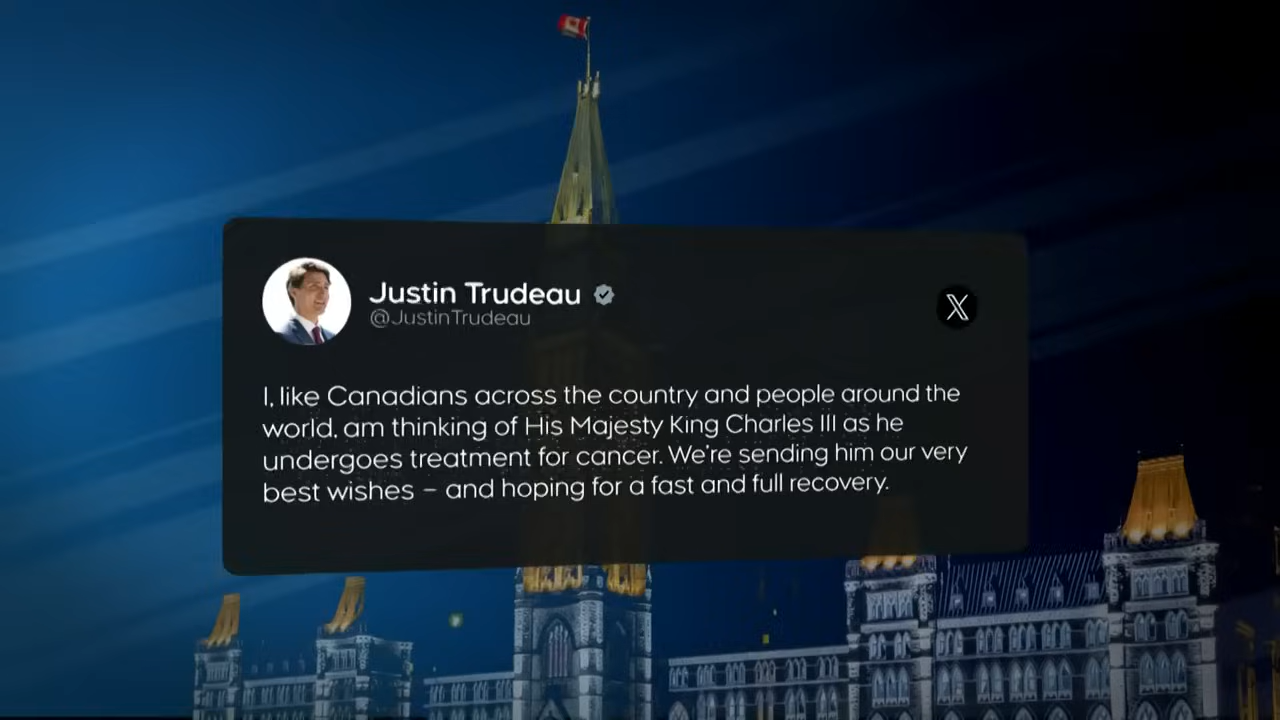 Justin Trudeau
@JustinTrudeau
I, like Canadians across the country and people around the
world, am thinking of His Majesty King Charles III as he
undergoes treatment for cancer. We're sending him our very
best wishes – and hoping for a fast and full recovery.